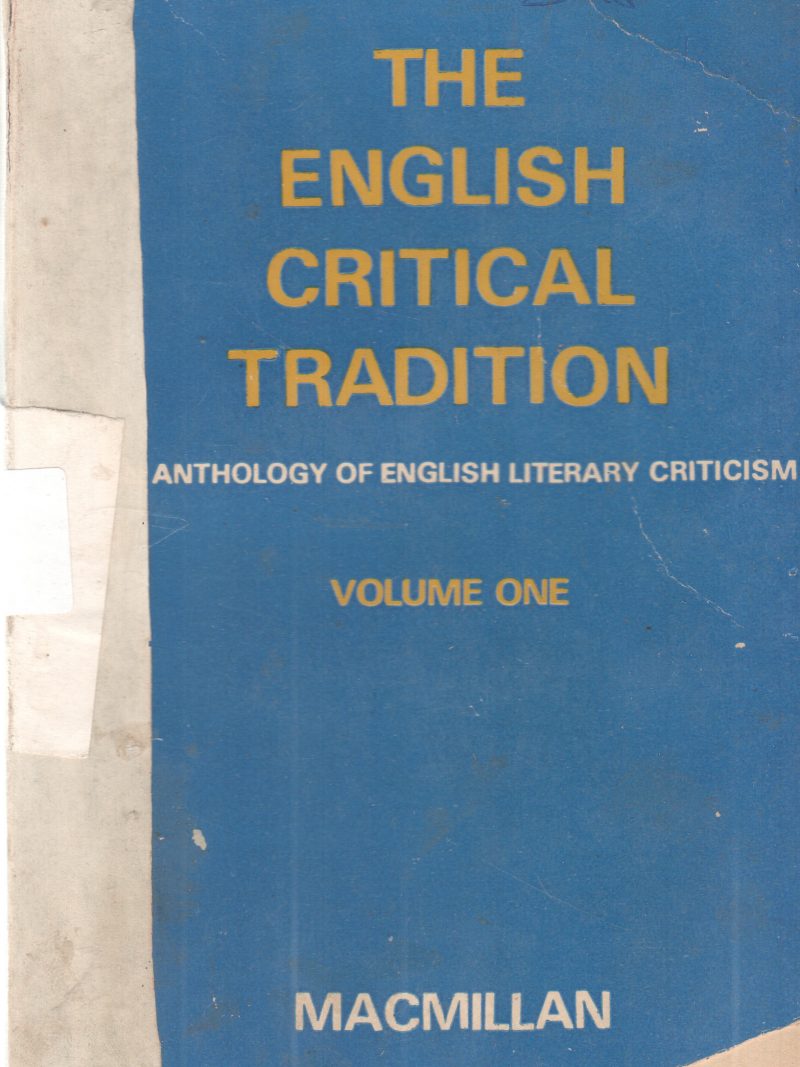 THE
ENGLISH
CRITICAL
TRADITION
ANTHOLOGY OF ENGLISH LITERARY CRITICISM
VOLUME ONE
MACMILLAN